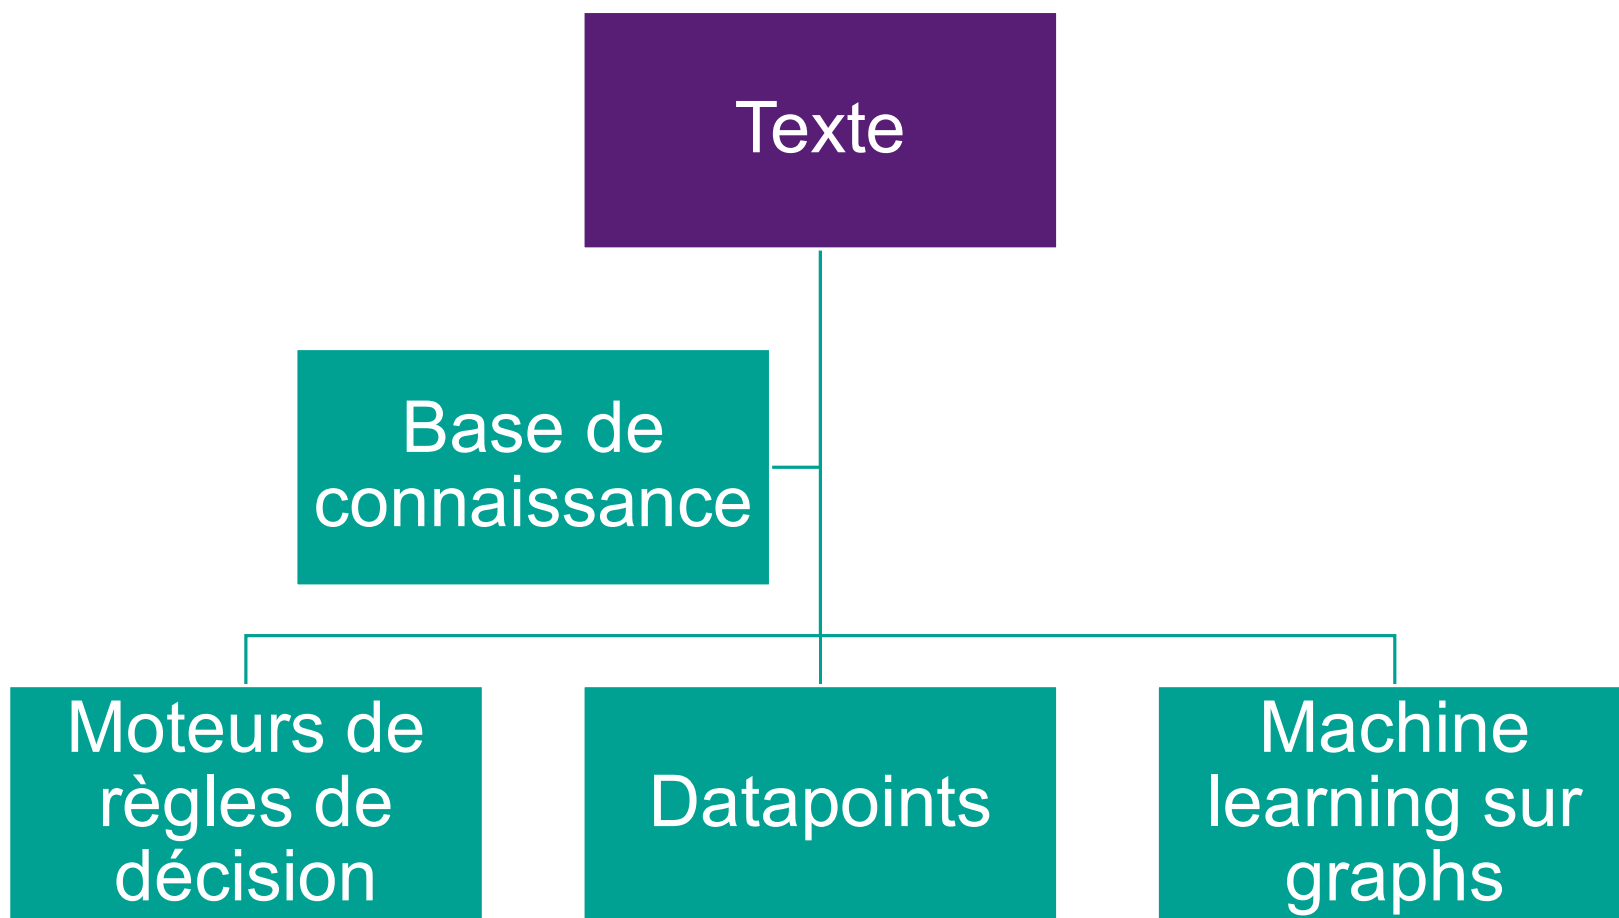 Texte
Base de
connaissance
Moteurs de
règles de
décision
Datapoints
Machine
learning sur
graphs